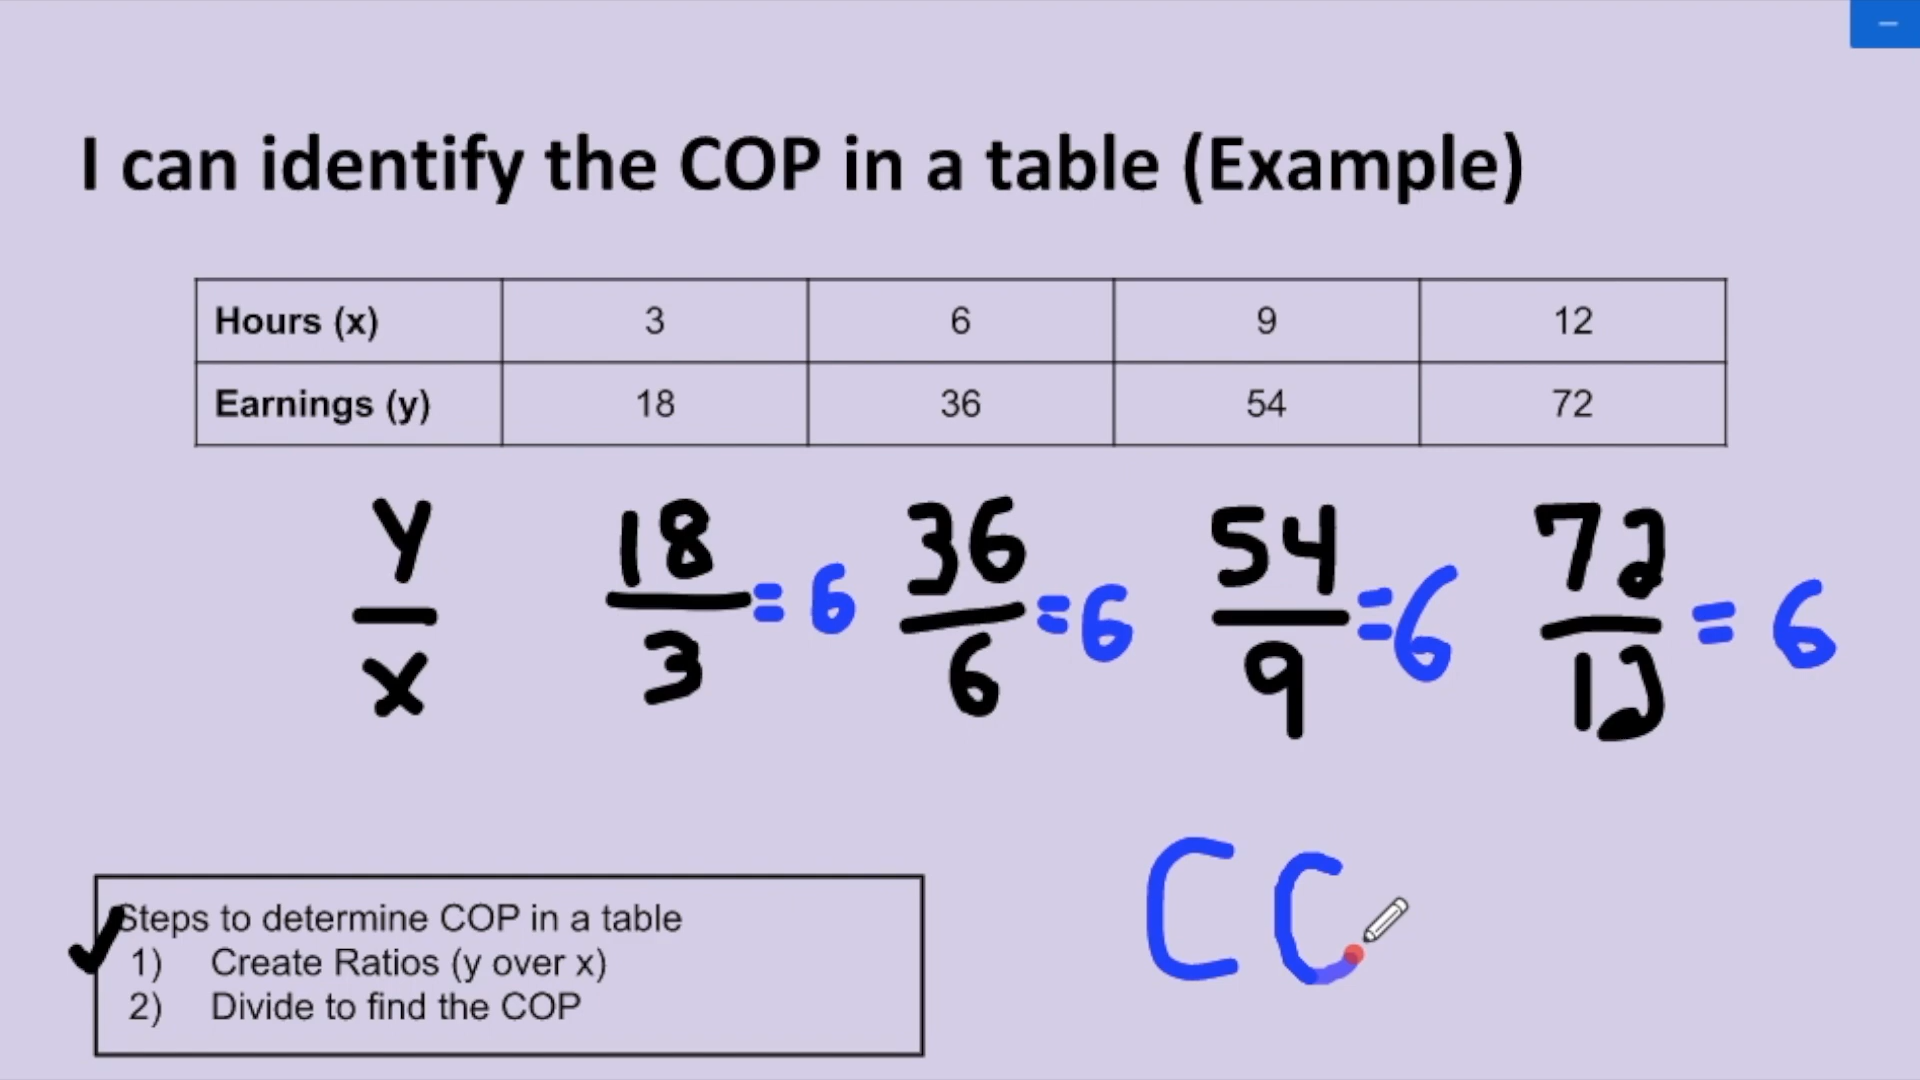 I can identify the COP in a table (Example)
Hours (x) 3 6 9 12
Earnings (y) 18 36 54 72
y/x 18/3 = 6 36/6 = 6 54/9 = 6 72/12 = 6
C C
Steps to determine COP in a table
1) Create Ratios (y over x)
2) Divide to find the COP